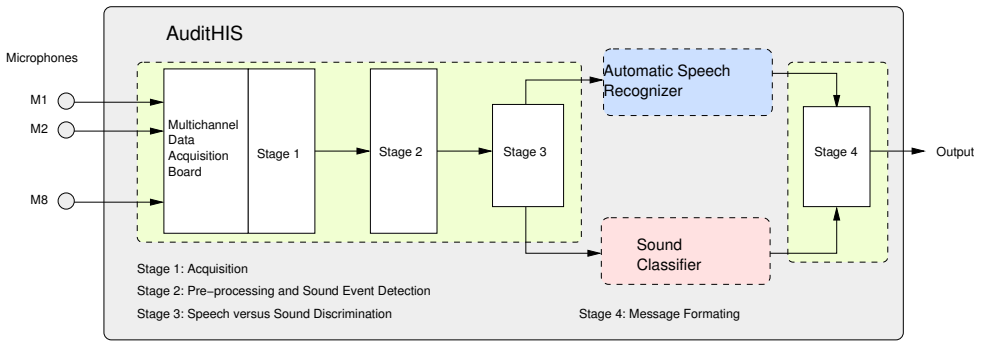 AuditHIS
Microphones
M1
M2
M8
Multichannel
Data
Acquisition
Board
Stage 1
Stage 2
Stage 3
Automatic Speech
Recognizer
Sound
Classifier
Stage 4
Output
Stage 1: Acquisition
Stage 2: Pre−processing and Sound Event Detection
Stage 3: Speech versus Sound Discrimination
Stage 4: Message Formating